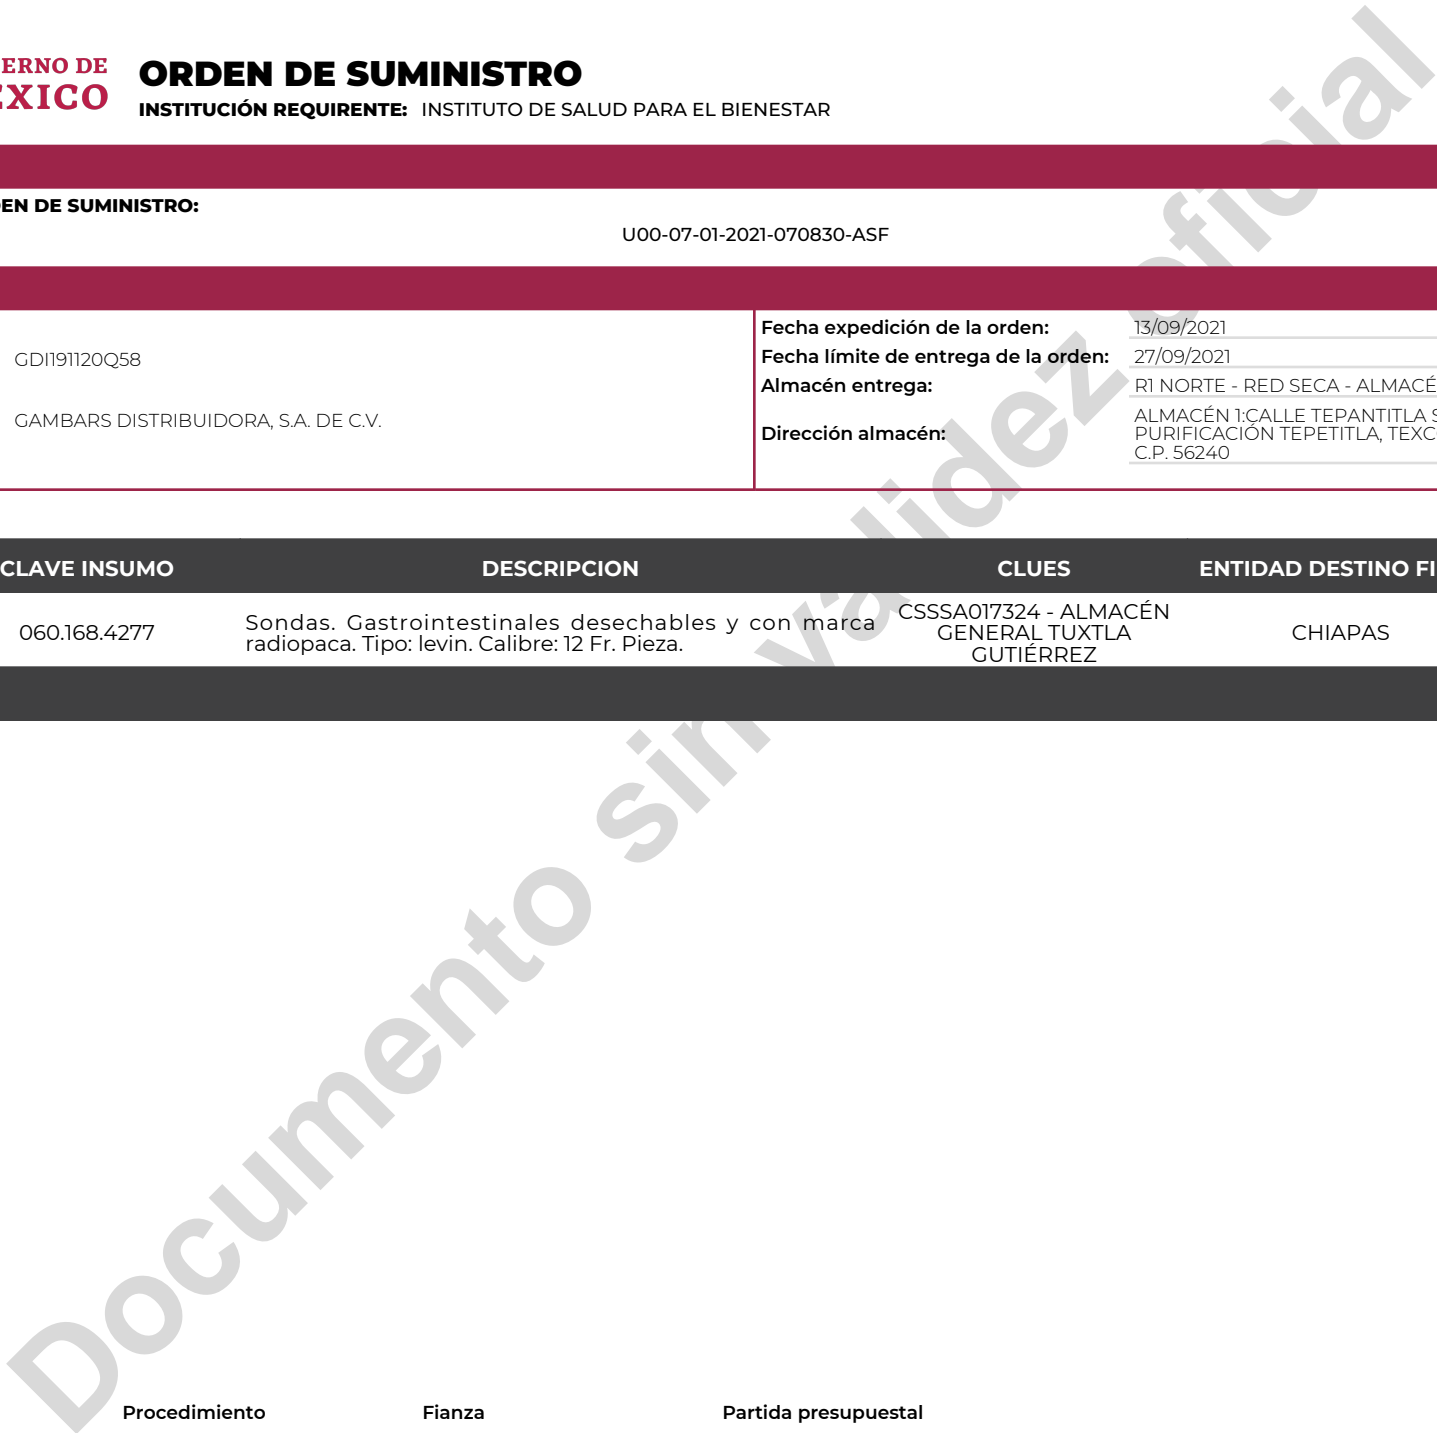 ERNO DE
ÉXICO
ORDEN DE SUMINISTRO
INSTITUCIÓN REQUIRENTE: INSTITUTO DE SALUD PARA EL BIENESTAR
EN DE SUMINISTRO:
U00-07-01-2021-070830-ASF
GDI191120Q58
GAMBARS DISTRIBUIDORA, S.A. DE C.V.
Fecha expedición de la orden: 13/09/2021
Fecha límite de entrega de la orden: 27/09/2021
Almacén entrega: R1 NORTE - RED SECA - ALMACÉ
Dirección almacén:
ALMACÉN 1:CALLE TEPANTITLA S
PURIFICACIÓN TEPETITLA, TEXC
C.P. 56240
CLAVE INSUMO DESCRIPCION CLUES ENTIDAD DESTINO FI
060.168.4277
Sondas. Gastrointestinales desechables y con marca
radiopaca. Tipo: levin. Calibre: 12 Fr. Pieza.
CSSSA017324 - ALMACÉN
GENERAL TUXTLA
GUTIÉRREZ
CHIAPAS
Documento sin validez oficial
Procedimiento Fianza Partida presupuestal